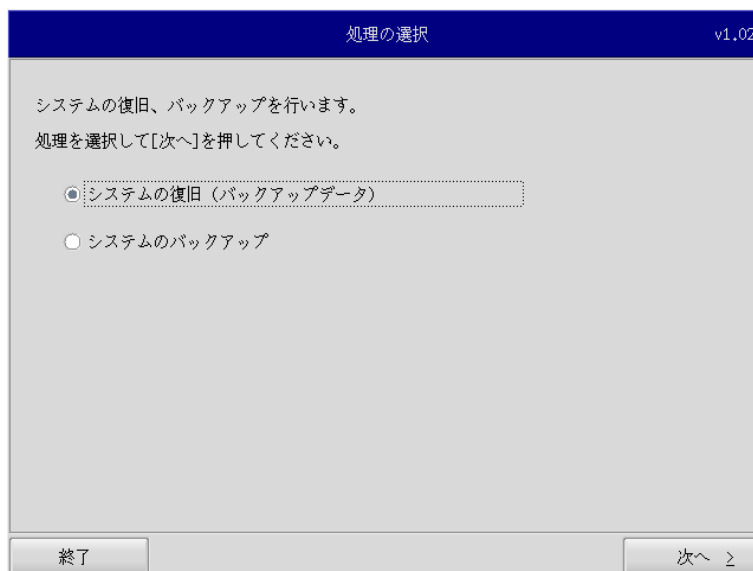 処理の選択
v1.02
システムの復旧、バックアップを行います。
処理を選択して[次へ]を押してください。
システムの復旧（バックアップデータ）
システムのバックアップ
終了
次へ ≥